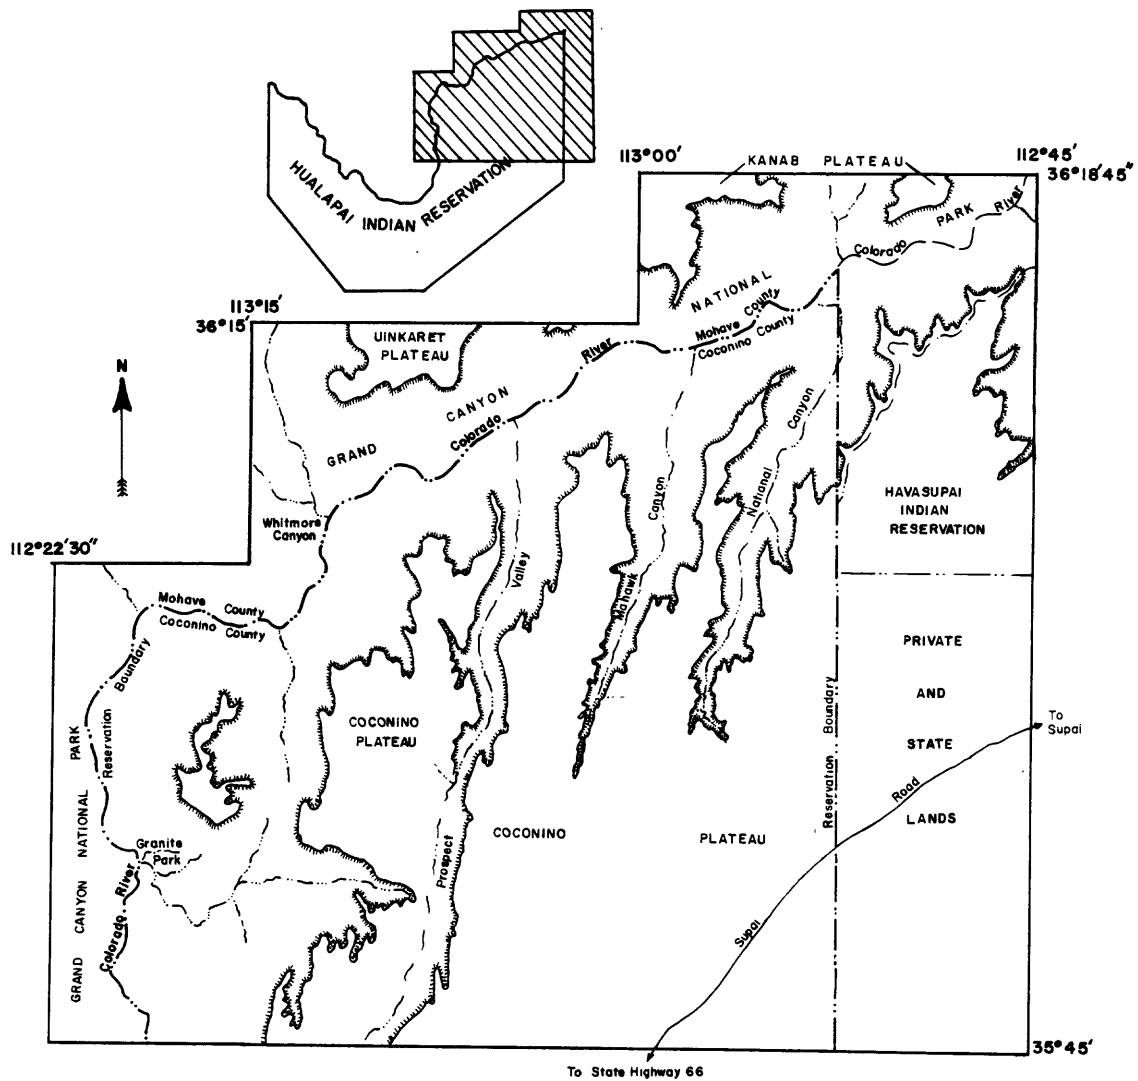 HUALAPAI INDIAN RESERVATION
113°00'
KANAB PLATEAU
112°45'
36°18'45"
PARK
River
Colorado
NATIONAL
Mohave County
Coconino County
113°15'
36°15'
UINKARET
PLATEAU
River
N
CANYON
Colorado
GRAND
Canyon
National
Canyon
Mohawk
Whitmore
Canyon
Valley
HAVASUPAI
INDIAN
RESERVATION
112°22'30"
Mohave County
Coconino County
Boundary
Reservation
PRIVATE
AND
STATE
LANDS
Reservation Boundary
To
Supai
COCONINO
PLATEAU
Road
Supai
COCONINO PLATEAU
Prospect
Granite
Park
GRAND CANYON NATIONAL PARK
Colorado River
35°45'
To State Highway 66